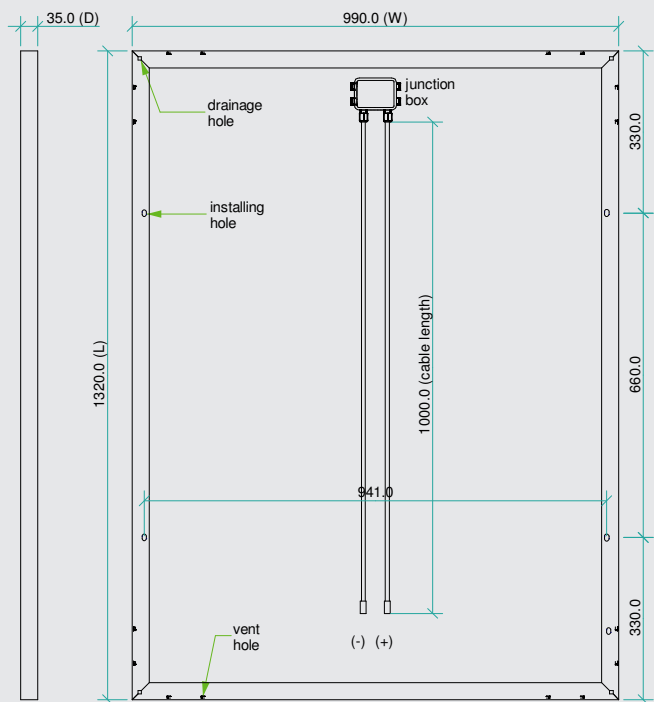 35.0 (D)
990.0 (W)
junction
box
drainage
hole
330.0
installing
hole
1320.0 (L)
1000.0 (cable length)
660.0
941.0
330.0
vent
hole
(-) (+)